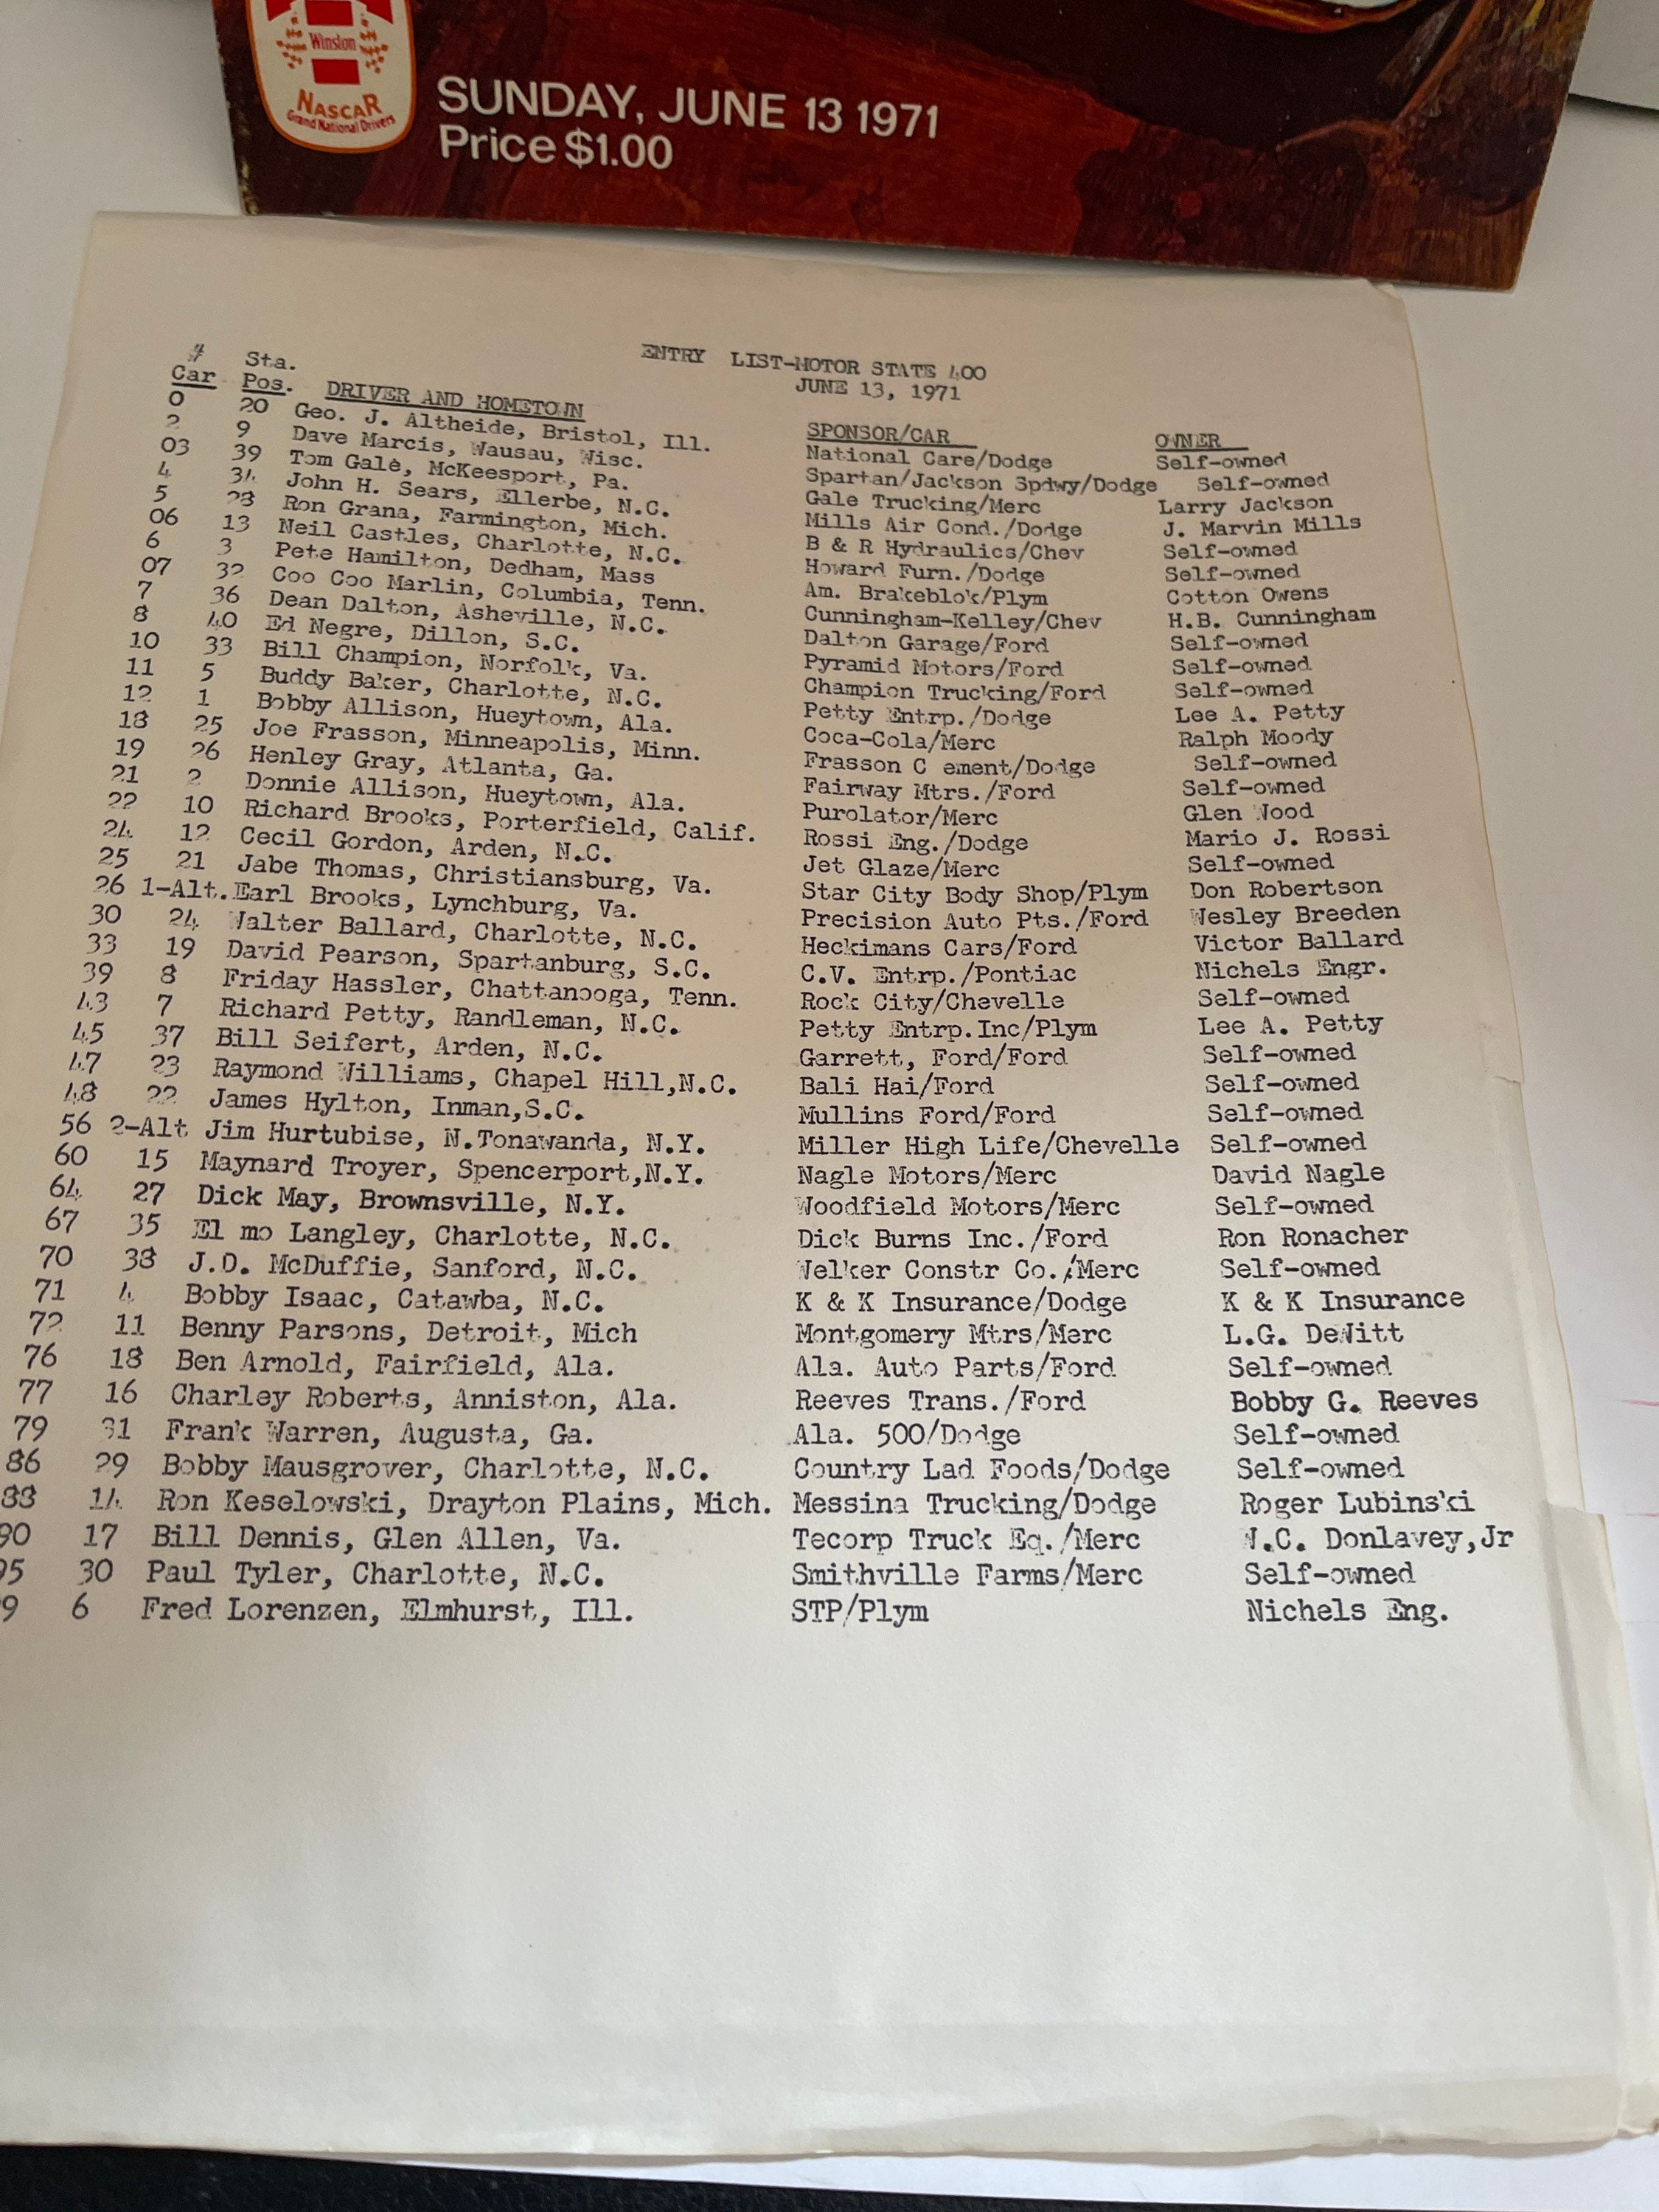 Winston
NASCAR
Grand National Drivers
SUNDAY, JUNE 13 1971
Price $1.00
ENTRY LIST-MOTOR STATE 400
JUNE 13, 1971
# Sta.
Car Pos. DRIVER AND HOMETOWN SPONSOR/CAR OWNER
0 20 Geo. J. Altheide, Bristol, Ill. National Care/Dodge Self-owned
2 9 Dave Marcis, Wausau, Wisc. Spartan/Jackson Spdwy/Dodge Self-owned
03 39 Tom Gale, McKeesport, Pa. Gale Trucking/Merc Larry Jackson
4 34 John H. Sears, Ellerbe, N.C. Mills Air Cond./Dodge J. Marvin Mills
5 28 Ron Grana, Farmington, Mich. B & R Hydraulics/Chev Self-owned
06 13 Neil Castles, Charlotte, N.C. Howard Furn./Dodge Self-owned
6 3 Pete Hamilton, Dedham, Mass Am. Brakeblok/Plym Cotton Owens
07 32 Coo Coo Marlin, Columbia, Tenn. Cunningham-Kelley/Chev H.B. Cunningham
7 36 Dean Dalton, Asheville, N.C. Dalton Garage/Ford Self-owned
8 40 Ed Negre, Dillon, S.C. Pyramid Motors/Ford Self-owned
10 33 Bill Champion, Norfolk, Va. Champion Trucking/Ford Self-owned
11 5 Buddy Baker, Charlotte, N.C. Petty Entrp./Dodge Lee A. Petty
12 1 Bobby Allison, Hueytown, Ala. Coca-Cola/Merc Ralph Moody
18 25 Joe Frasson, Minneapolis, Minn. Frasson C ement/Dodge Self-owned
19 26 Henley Gray, Atlanta, Ga. Fairway Mtrs./Ford Self-owned
21 2 Donnie Allison, Hueytown, Ala. Purolator/Merc Glen Wood
22 10 Richard Brooks, Porterfield, Calif. Rossi Eng./Dodge Mario J. Rossi
24 12 Cecil Gordon, Arden, N.C. Jet Glaze/Merc Self-owned
25 21 Jabe Thomas, Christiansburg, Va. Star City Body Shop/Plym Don Robertson
26 1-Alt. Earl Brooks, Lynchburg, Va. Precision Auto Pts./Ford Wesley Breeden
30 24 Walter Ballard, Charlotte, N.C. Heckimans Cars/Ford Victor Ballard
33 19 David Pearson, Spartanburg, S.C. C.V. Entrp./Pontiac Nichels Engr.
39 8 Friday Hassler, Chattanooga, Tenn. Rock City/Chevelle Self-owned
43 7 Richard Petty, Randleman, N.C. Petty Entrp.Inc/Plym Lee A. Petty
45 37 Bill Seifert, Arden, N.C. Garrett, Ford/Ford Self-owned
47 23 Raymond Williams, Chapel Hill,N.C. Bali Hai/Ford Self-owned
48 22 James Hylton, Inman,S.C. Mullins Ford/Ford Self-owned
56 2-Alt Jim Hurtubise, N.Tonawanda, N.Y. Miller High Life/Chevelle Self-owned
60 15 Maynard Troyer, Spencerport,N.Y. Nagle Motors/Merc David Nagle
64 27 Dick May, Brownsville, N.Y. Woodfield Motors/Merc Self-owned
67 35 El mo Langley, Charlotte, N.C. Dick Burns Inc./Ford Ron Ronacher
70 38 J.D. McDuffie, Sanford, N.C. Welker Constr Co./Merc Self-owned
71 4 Bobby Isaac, Catawba, N.C. K & K Insurance/Dodge K & K Insurance
72 11 Benny Parsons, Detroit, Mich Montgomery Mtrs/Merc L.G. DeWitt
76 18 Ben Arnold, Fairfield, Ala. Ala. Auto Parts/Ford Self-owned
77 16 Charley Roberts, Anniston, Ala. Reeves Trans./Ford Bobby G. Reeves
79 31 Frank Warren, Augusta, Ga. Ala. 500/Dodge Self-owned
86 29 Bobby Mausgrover, Charlotte, N.C. Country Lad Foods/Dodge Self-owned
88 14 Ron Keselowski, Drayton Plains, Mich. Messina Trucking/Dodge Roger Lubinski
90 17 Bill Dennis, Glen Allen, Va. Tecorp Truck Eq./Merc W.C. Donlavey,Jr
95 30 Paul Tyler, Charlotte, N.C. Smithville Farms/Merc Self-owned
9 6 Fred Lorenzen, Elmhurst, Ill. STP/Plym Nichels Eng.